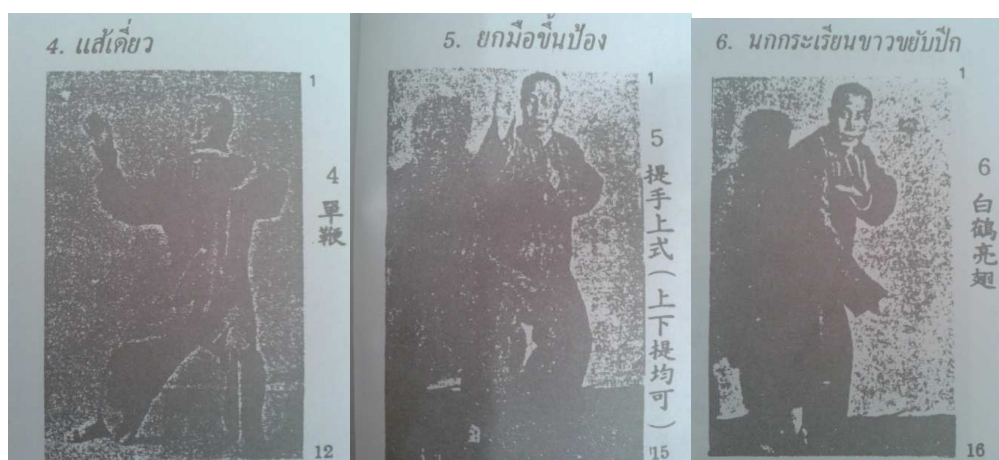 4. แส้เดี่ยว
1
4
單鞭
12
5. ยกมือขึ้นป้อง
1
5
提手上式(上下提均可)
15
6. นกกระเรียนขาวขยับปีก
1
6
白鶴亮翅
16